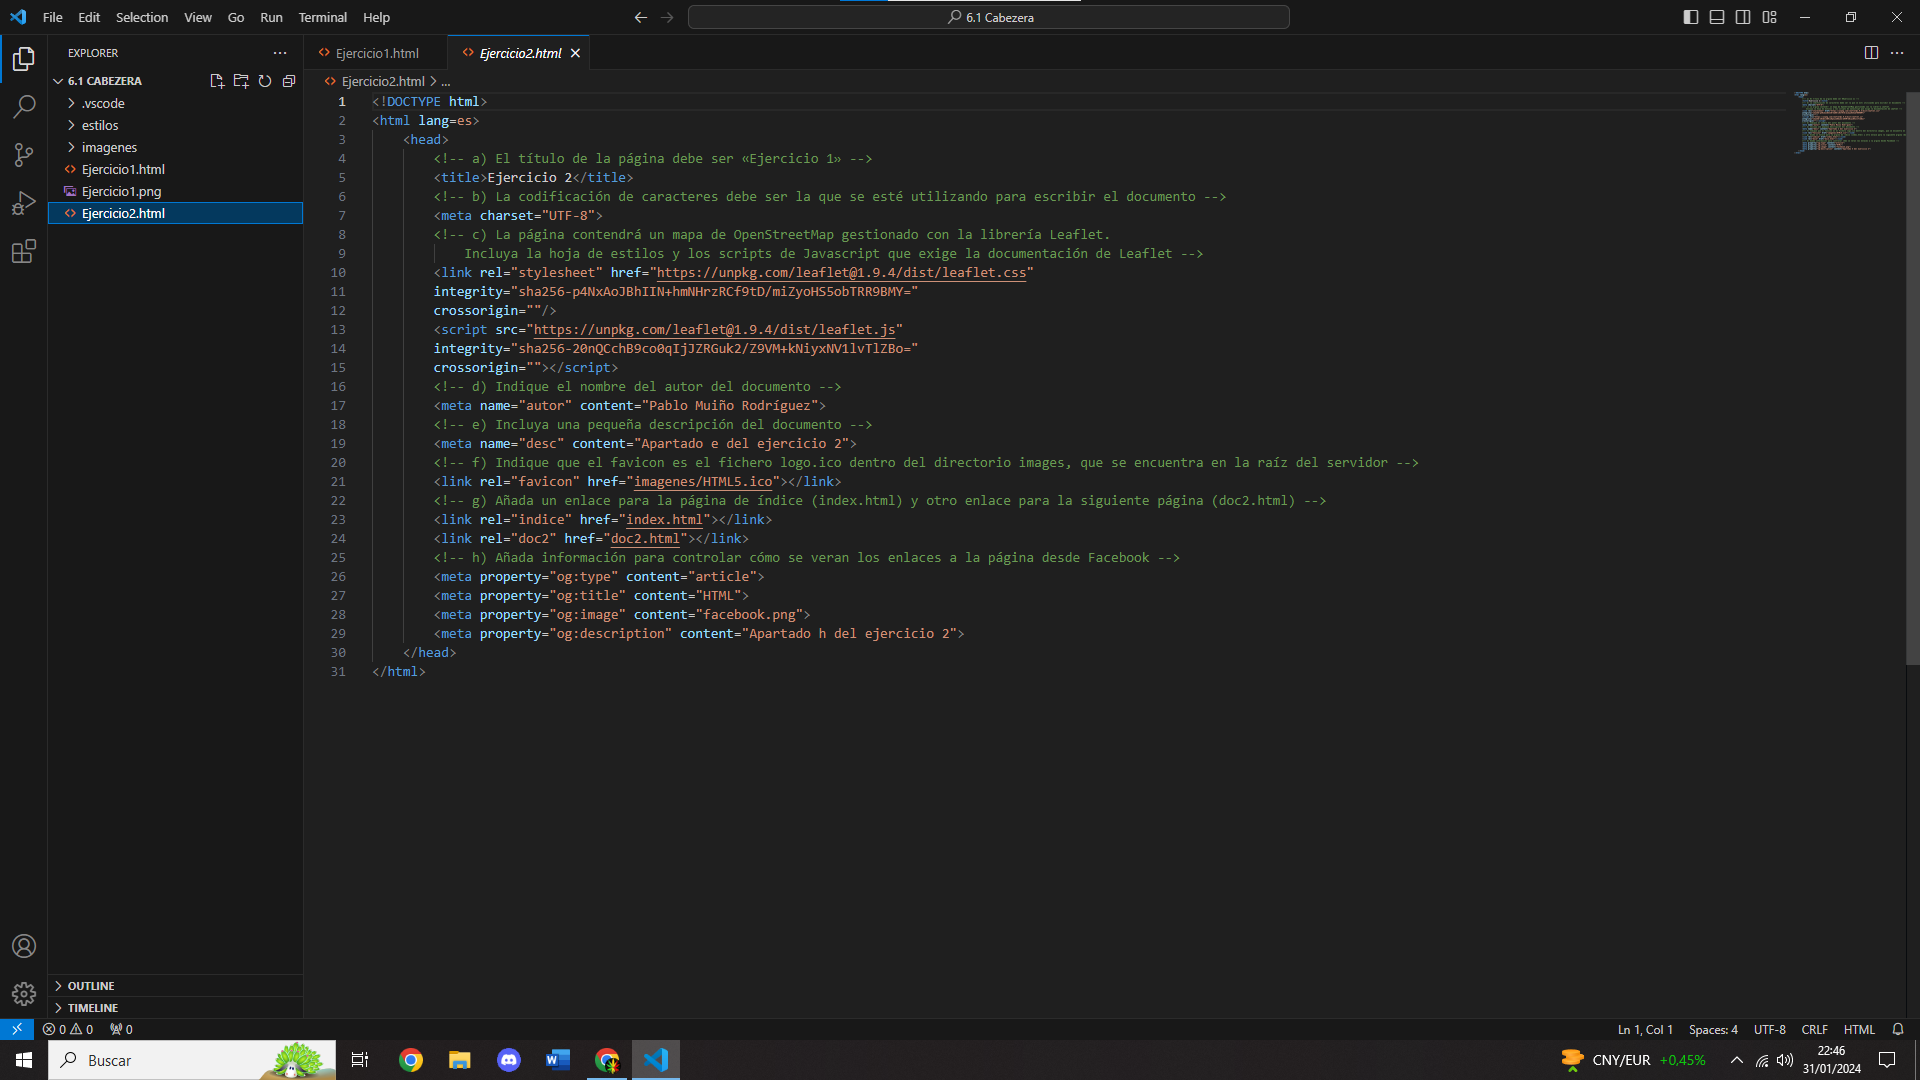 File Edit Selection View Go Run Terminal Help
6.1 Cabezera
EXPLORER
6.1 CABEZERA
.vscode
estilos
imagenes
Ejercicio1.html
Ejercicio1.png
Ejercicio2.html
OUTLINE
TIMELINE
Ejercicio1.html Ejercicio2.html
Ejercicio2.html > ...
1 <!DOCTYPE html>
2 <html lang=es>
3 <head>
4 <!-- a) El título de la página debe ser «Ejercicio 1» -->
5 <title>Ejercicio 2</title>
6 <!-- b) La codificación de caracteres debe ser la que se esté utilizando para escribir el documento -->
7 <meta charset="UTF-8">
8 <!-- c) La página contendrá un mapa de OpenStreetMap gestionado con la librería Leaflet.
9 Incluya la hoja de estilos y los scripts de Javascript que exige la documentación de Leaflet -->
10 <link rel="stylesheet" href="https://unpkg.com/leaflet@1.9.4/dist/leaflet.css"
11 integrity="sha256-p4NxAoJBhIIN+hmNHrzRCf9tD/miZyoHS5obTRR9BMY="
12 crossorigin=""/>
13 <script src="https://unpkg.com/leaflet@1.9.4/dist/leaflet.js"
14 integrity="sha256-20nQCchB9co0qIjJZRGuk2/Z9VM+kNiyxNV1lvTlZBo="
15 crossorigin=""></script>
16 <!-- d) Indique el nombre del autor del documento -->
17 <meta name="autor" content="Pablo Muiño Rodríguez">
18 <!-- e) Incluya una pequeña descripción del documento -->
19 <meta name="desc" content="Apartado e del ejercicio 2">
20 <!-- f) Indique que el favicon es el fichero logo.ico dentro del directorio images, que se encuentra en la raíz del servidor -->
21 <link rel="favicon" href="imagenes/HTML5.ico"></link>
22 <!-- g) Añada un enlace para la página de índice (index.html) y otro enlace para la siguiente página (doc2.html) -->
23 <link rel="indice" href="index.html"></link>
24 <link rel="doc2" href="doc2.html"></link>
25 <!-- h) Añada información para controlar cómo se veran los enlaces a la página desde Facebook -->
26 <meta property="og:type" content="article">
27 <meta property="og:title" content="HTML">
28 <meta property="og:image" content="facebook.png">
29 <meta property="og:description" content="Apartado h del ejercicio 2">
30 </head>
31 </html>
0 0 0
Ln 1, Col 1 Spaces: 4 UTF-8 CRLF HTML
Buscar
CNY/EUR +0,45%
22:46
31/01/2024